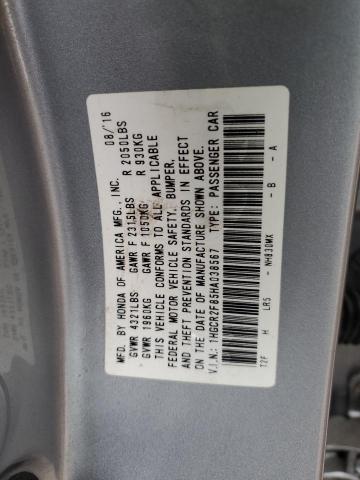 MFD. BY HONDA OF AMERICA MFG., INC. 08/16
GVWR 4321LBS GAWR F 2315LBS R 2050LBS
GVWR 1960KG GAWR F 1050KG R 930KG
THIS VEHICLE CONFORMS TO ALL APPLICABLE
FEDERAL MOTOR VEHICLE SAFETY, BUMPER,
AND THEFT PREVENTION STANDARDS IN EFFECT
ON THE DATE OF MANUFACTURE SHOWN ABOVE.
V.I.N.: 1HGCR2F85HA038567 TYPE: PASSENGER CAR
T2F H LR5 - NH830MX - B - A